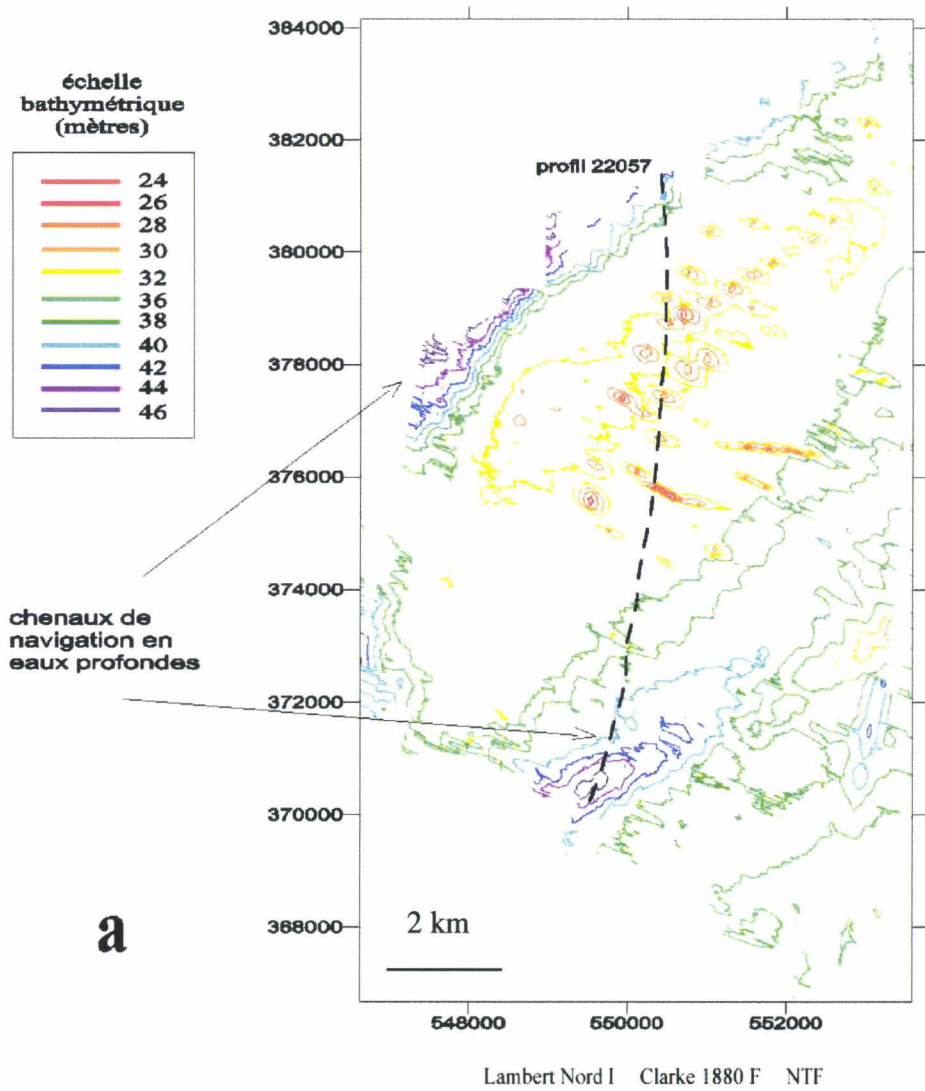 384000
échelle
bathymétrique
(mètres)
24
26
28
30
32
36
38
40
42
44
46
382000
profil 22057
380000
378000
376000
374000
chenaux de
navigation en
eaux profondes
372000
370000
368000
a
2 km
548000
550000
552000
Lambert Nord I Clarke 1880 F NTF